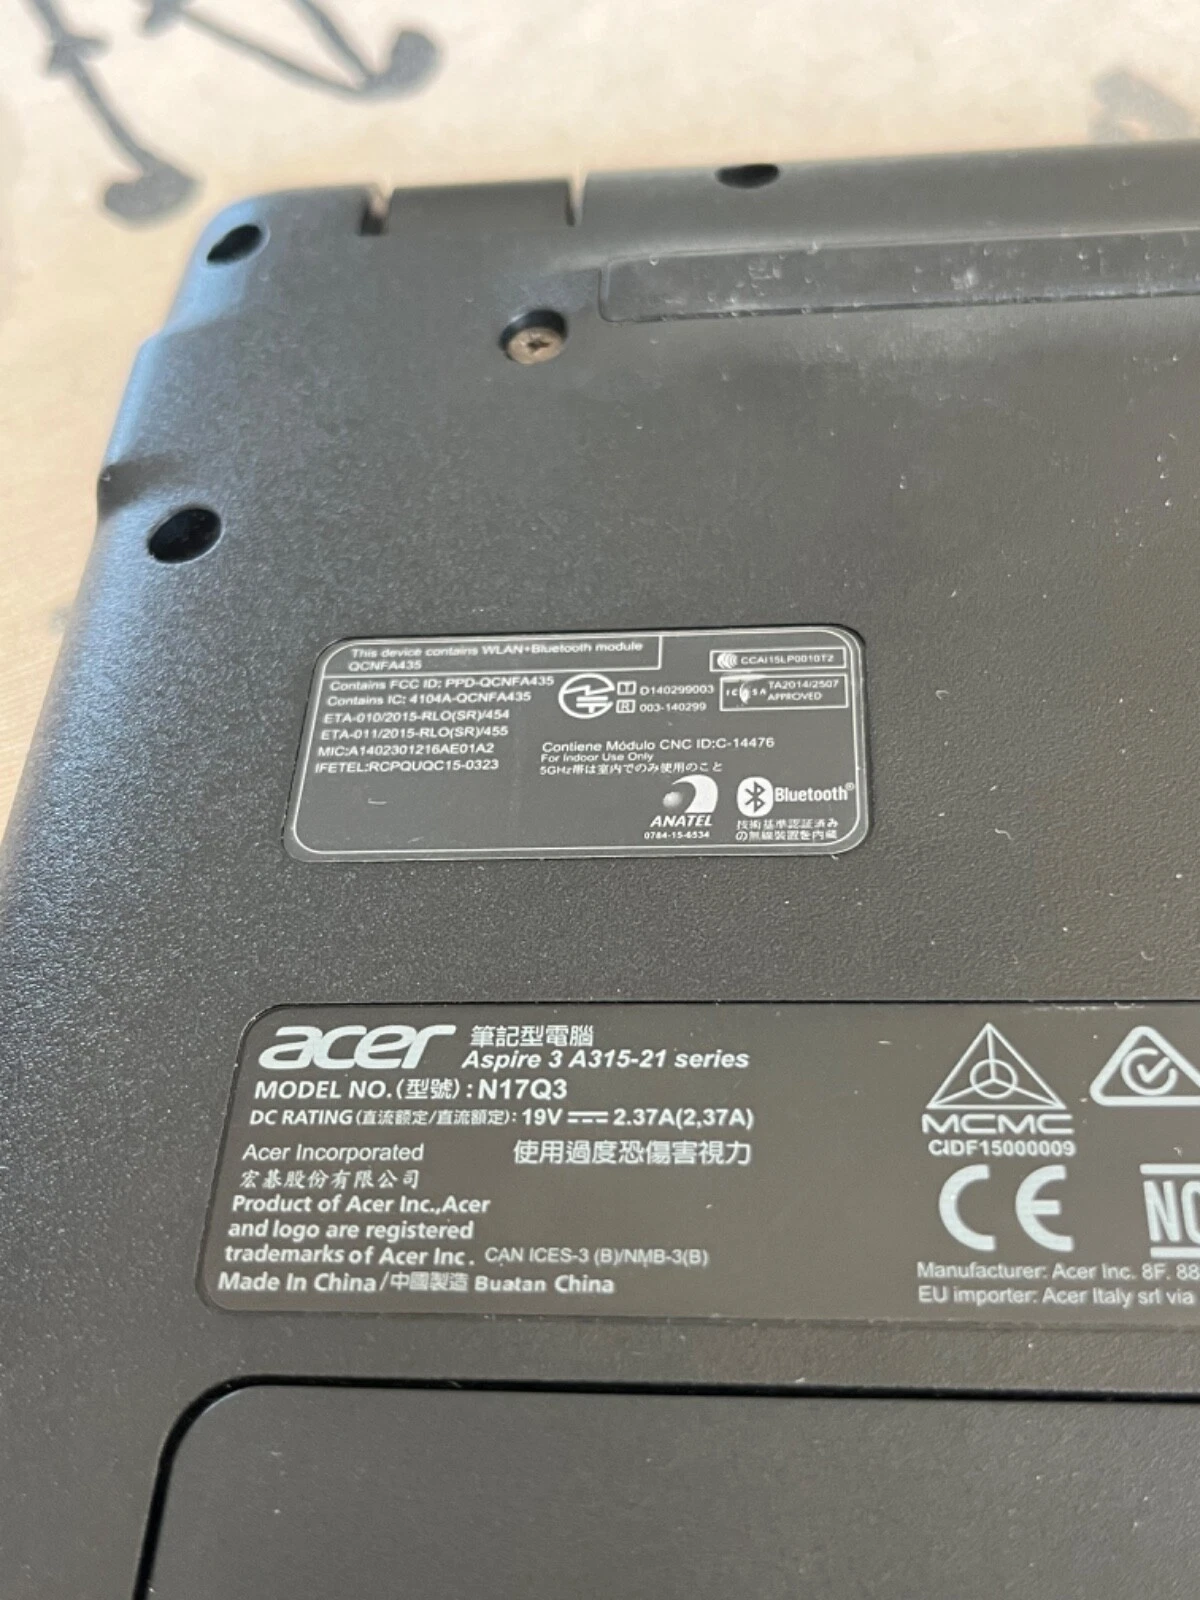 This device contains WLAN+Bluetooth module
QCNFA435
Contains FCC ID: PPD-QCNFA435
Contains IC: 4104A-QCNFA435
ETA-010/2015-RLO(SR)/454
ETA-011/2015-RLO(SR)/455
MIC:A1402301216AE01A2
IFETEL:RCPQUQC15-0323
T D140299003
R 003-140299
CCAI15LP0010T2
ICASA TA2014/2507
APPROVED
Contiene Módulo CNC ID:C-14476
For Indoor Use Only
5GHz帯は室内でのみ使用のこと
ANATEL
0784-15-6534
Bluetooth®
技術基準認証済み
の無線装置を内蔵
acer 筆記型電腦
Aspire 3 A315-21 series
MODEL NO.(型號):N17Q3
DC RATING(直流額定/直流額定): 19V ⎓ 2.37A(2,37A)
Acer Incorporated 使用過度恐傷害視力
宏碁股份有限公司
Product of Acer Inc.,Acer
and logo are registered
trademarks of Acer Inc. CAN ICES-3 (B)/NMB-3(B)
Made In China/中國製造 Buatan China
MCMC
CIDF15000009
CE
Manufacturer: Acer Inc. 8F. 88
EU importer: Acer Italy srl via